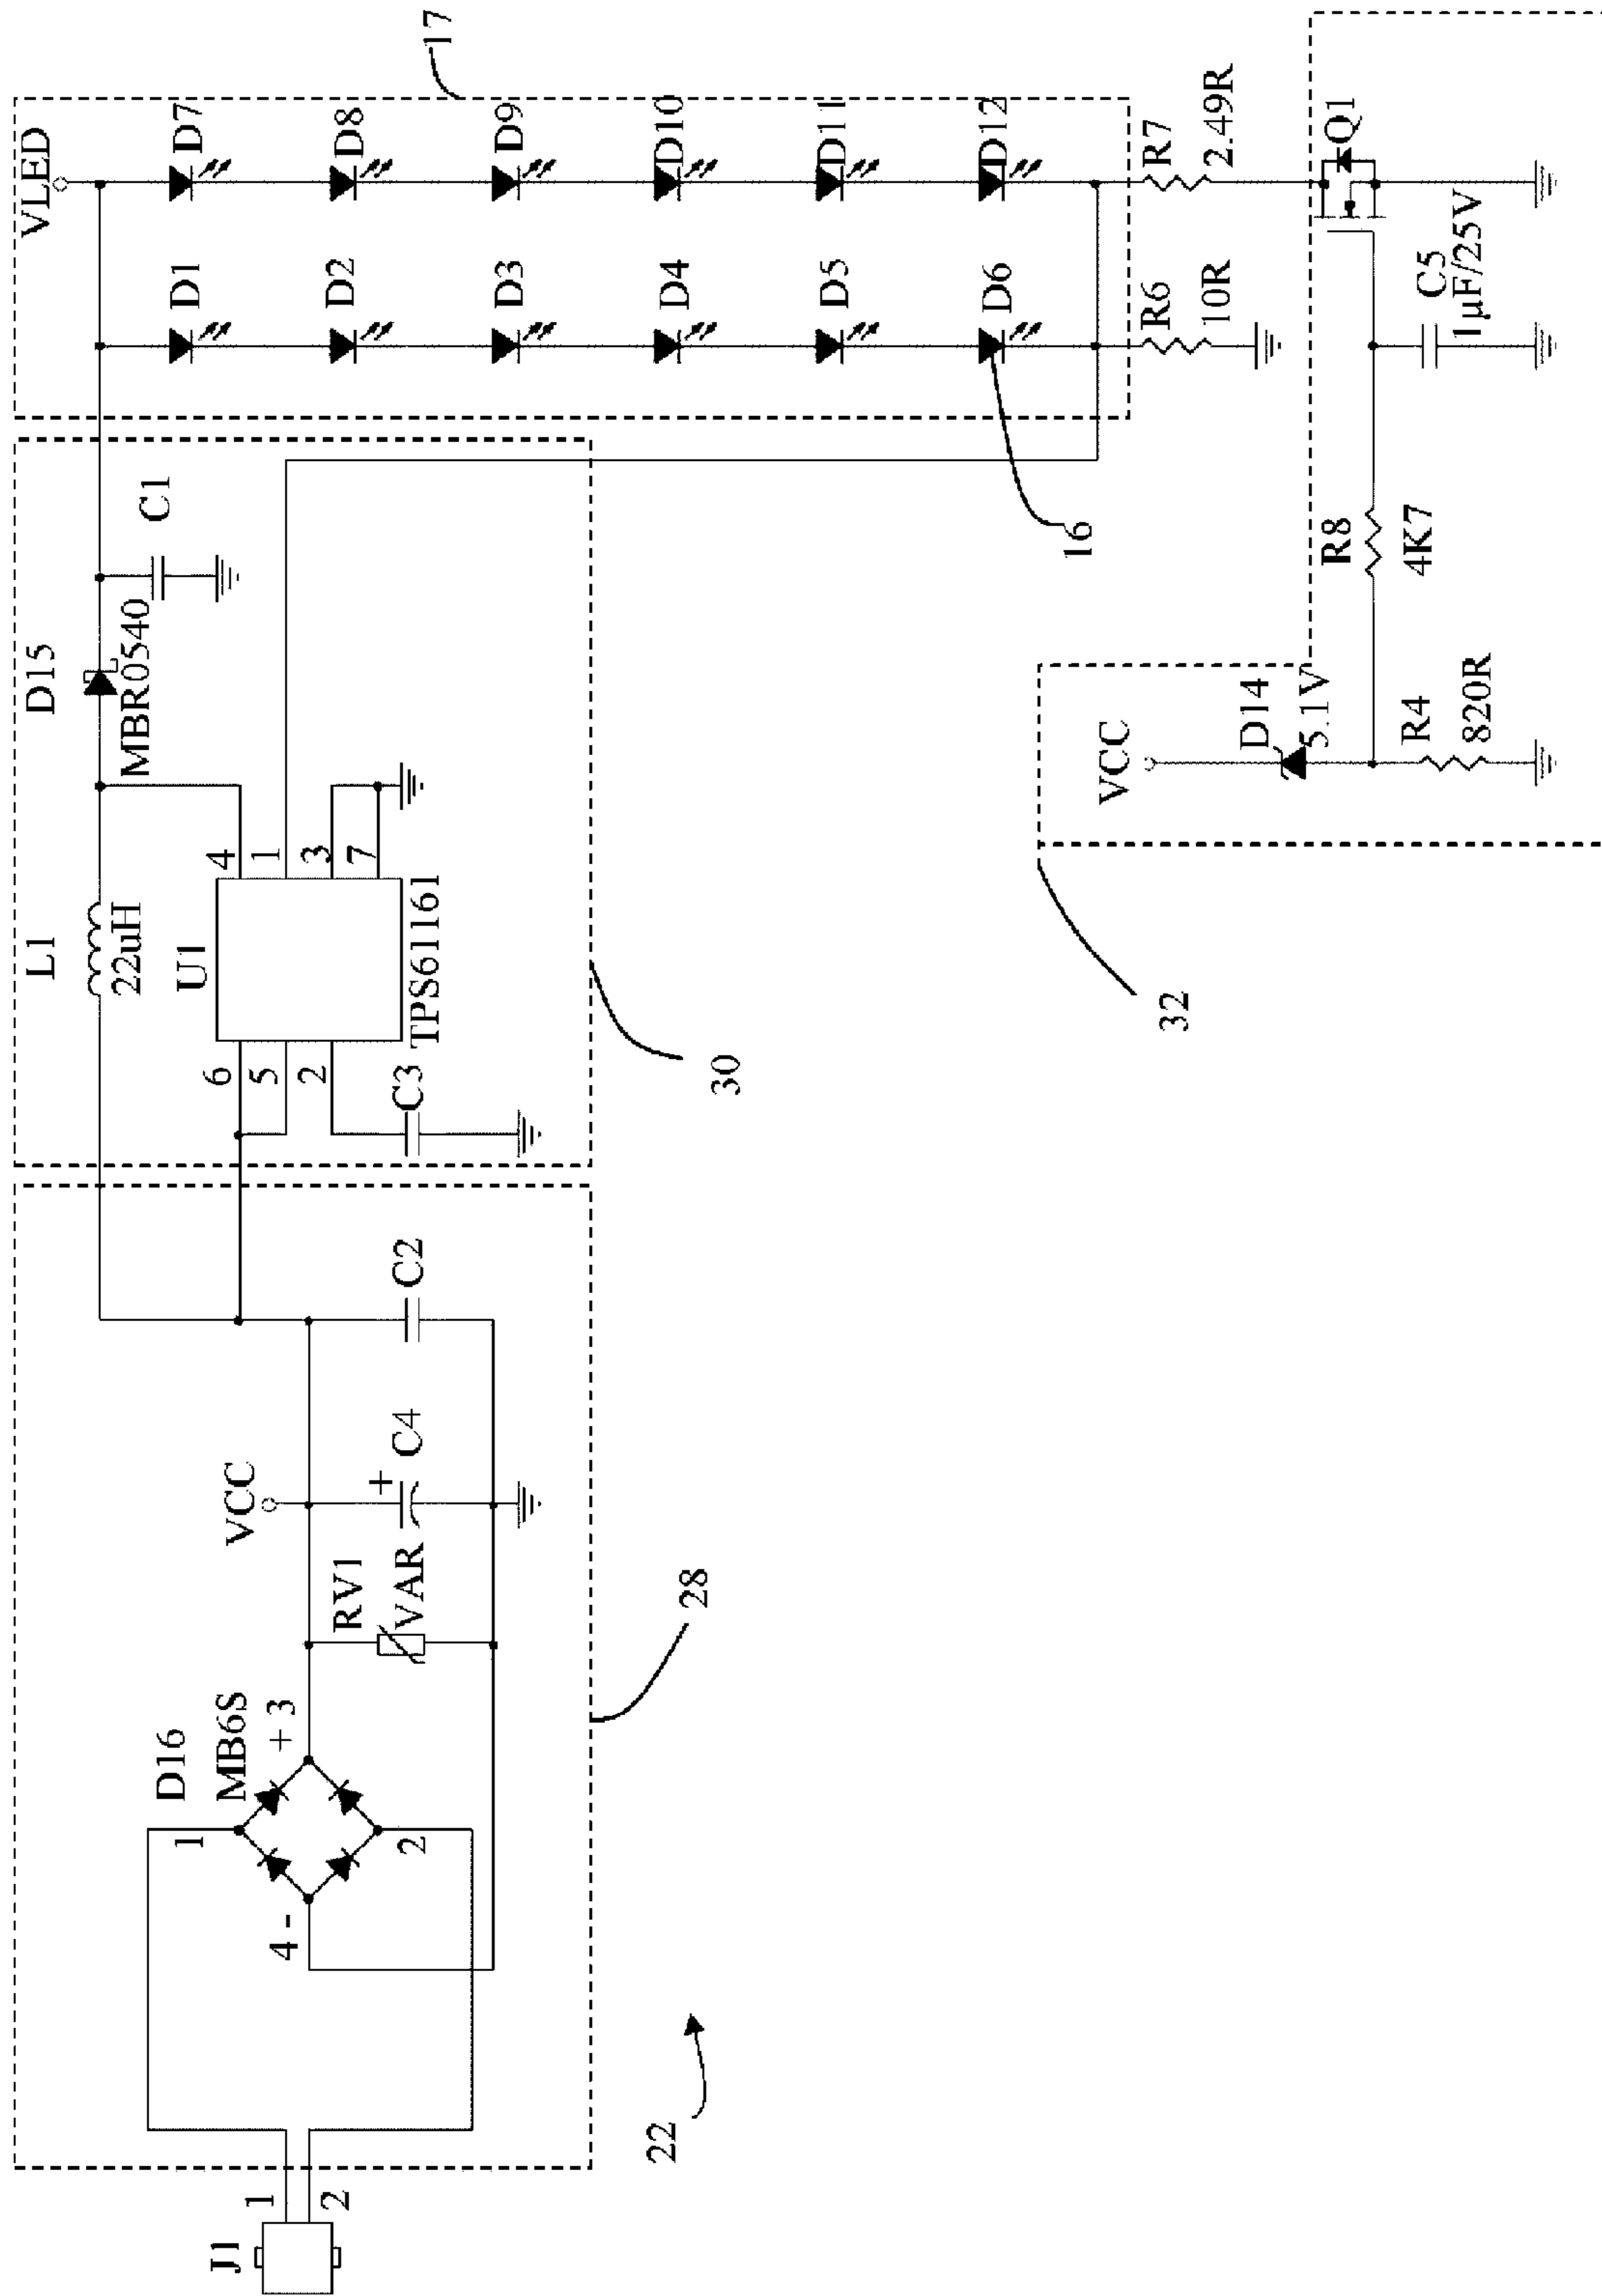 J1
1
2
D16
MB6S
1
+ 3
4 -
2
VCC
RV1
VAR
+
C4
C2
28
22
L1
22uH
D15
MBR0540
C1
U1
TPS61161
6
5
2
4
1
3
7
C3
30
VLED
17
D1
D2
D3
D4
D5
D6
D7
D8
D9
D10
D11
D12
16
R6
10R
R7
2.49R
VCC
D14
5.1V
R4
820R
R8
4K7
C5
1µF/25V
Q1
32